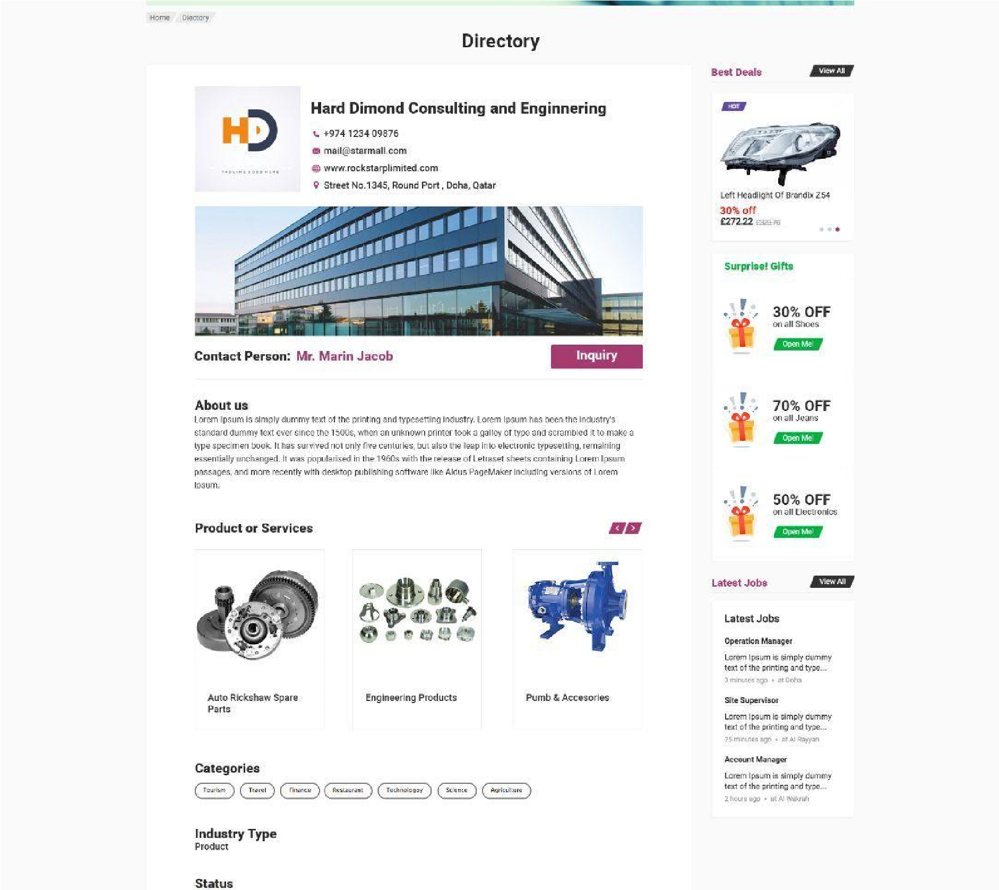 Home
Diectory
Directory
Hard Dimond Consulting and Enginnering
+974 1234 09876
mail@starmall.com
www.rockstarplimited.com
Street No.1345, Round Port , Doha, Qatar
Contact Person: Mr. Marin Jacob
Inquiry
About us
Lorem Ipsum is simply dummy text of the printing and typesetting industry. Lorem Ipsum has been the industry's
standard dummy text ever since the 1500s, when an unknown printer took a galley of type and scrambled it to make a
type specimen book. It has survived not only five centuries, but also the leap into electronic typesetting, remaining
essentially unchanged. It was popularised in the 1960s with the release of Letraset sheets containing Lorem Ipsum
passages, and more recently with desktop publishing software like Aldus PageMaker including versions of Lorem
Ipsum.
Product or Services
Auto Rickshaw Spare
Parts
Engineering Products
Pumb & Accesories
Categories
Tourism
Travel
Finance
Restaurant
Technologoy
Science
Agriculture
Industry Type
Product
Status
Best Deals
View All
HOT
Left Headlight Of Brandix Z54
30% off
£272.22
Surprise! Gifts
30% OFF
on all Shoes
Open Me!
70% OFF
on all Jeans
Open Me!
50% OFF
on all Electronics
Open Me!
Latest Jobs
View All
Latest Jobs
Operation Manager
Lorem Ipsum is simply dummy
text of the printing and type...
3 minutes ago • at Doha
Site Supervisor
Lorem Ipsum is simply dummy
text of the printing and type...
25 minutes ago • at Al Rayyan
Account Manager
Lorem Ipsum is simply dummy
text of the printing and type...
2 hours ago • at Al Wakrah